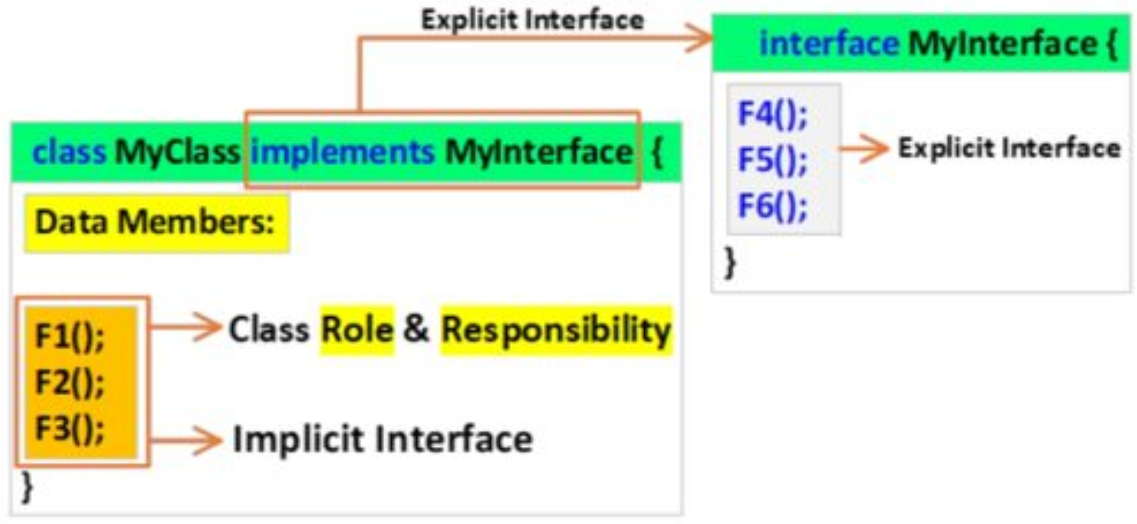 Explicit Interface
interface MyInterface {
F4();
F5();
F6();
Explicit Interface
}
class MyClass implements MyInterface {
Data Members:
F1();
F2();
F3();
Class Role & Responsibility
Implicit Interface
}